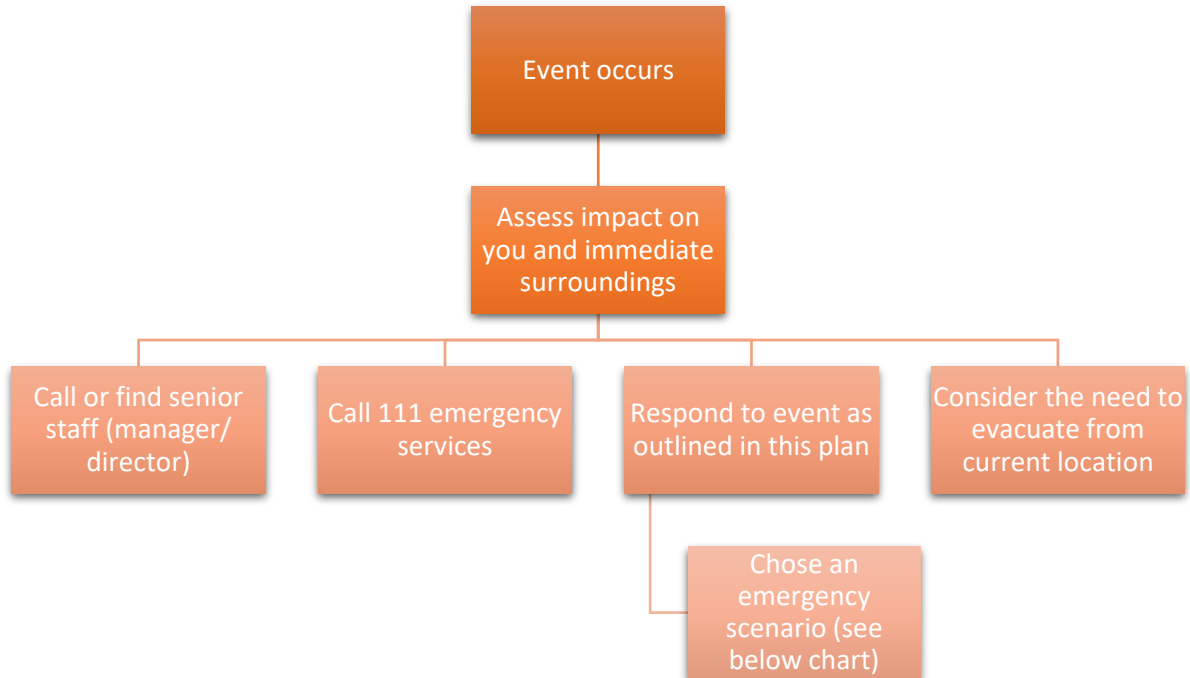 Event occurs
Assess impact on
you and immediate
surroundings
Call or find senior
staff (manager/
director)
Call 111 emergency
services
Respond to event as
outlined in this plan
Consider the need to
evacuate from
current location
Chose an
emergency
scenario (see
below chart)